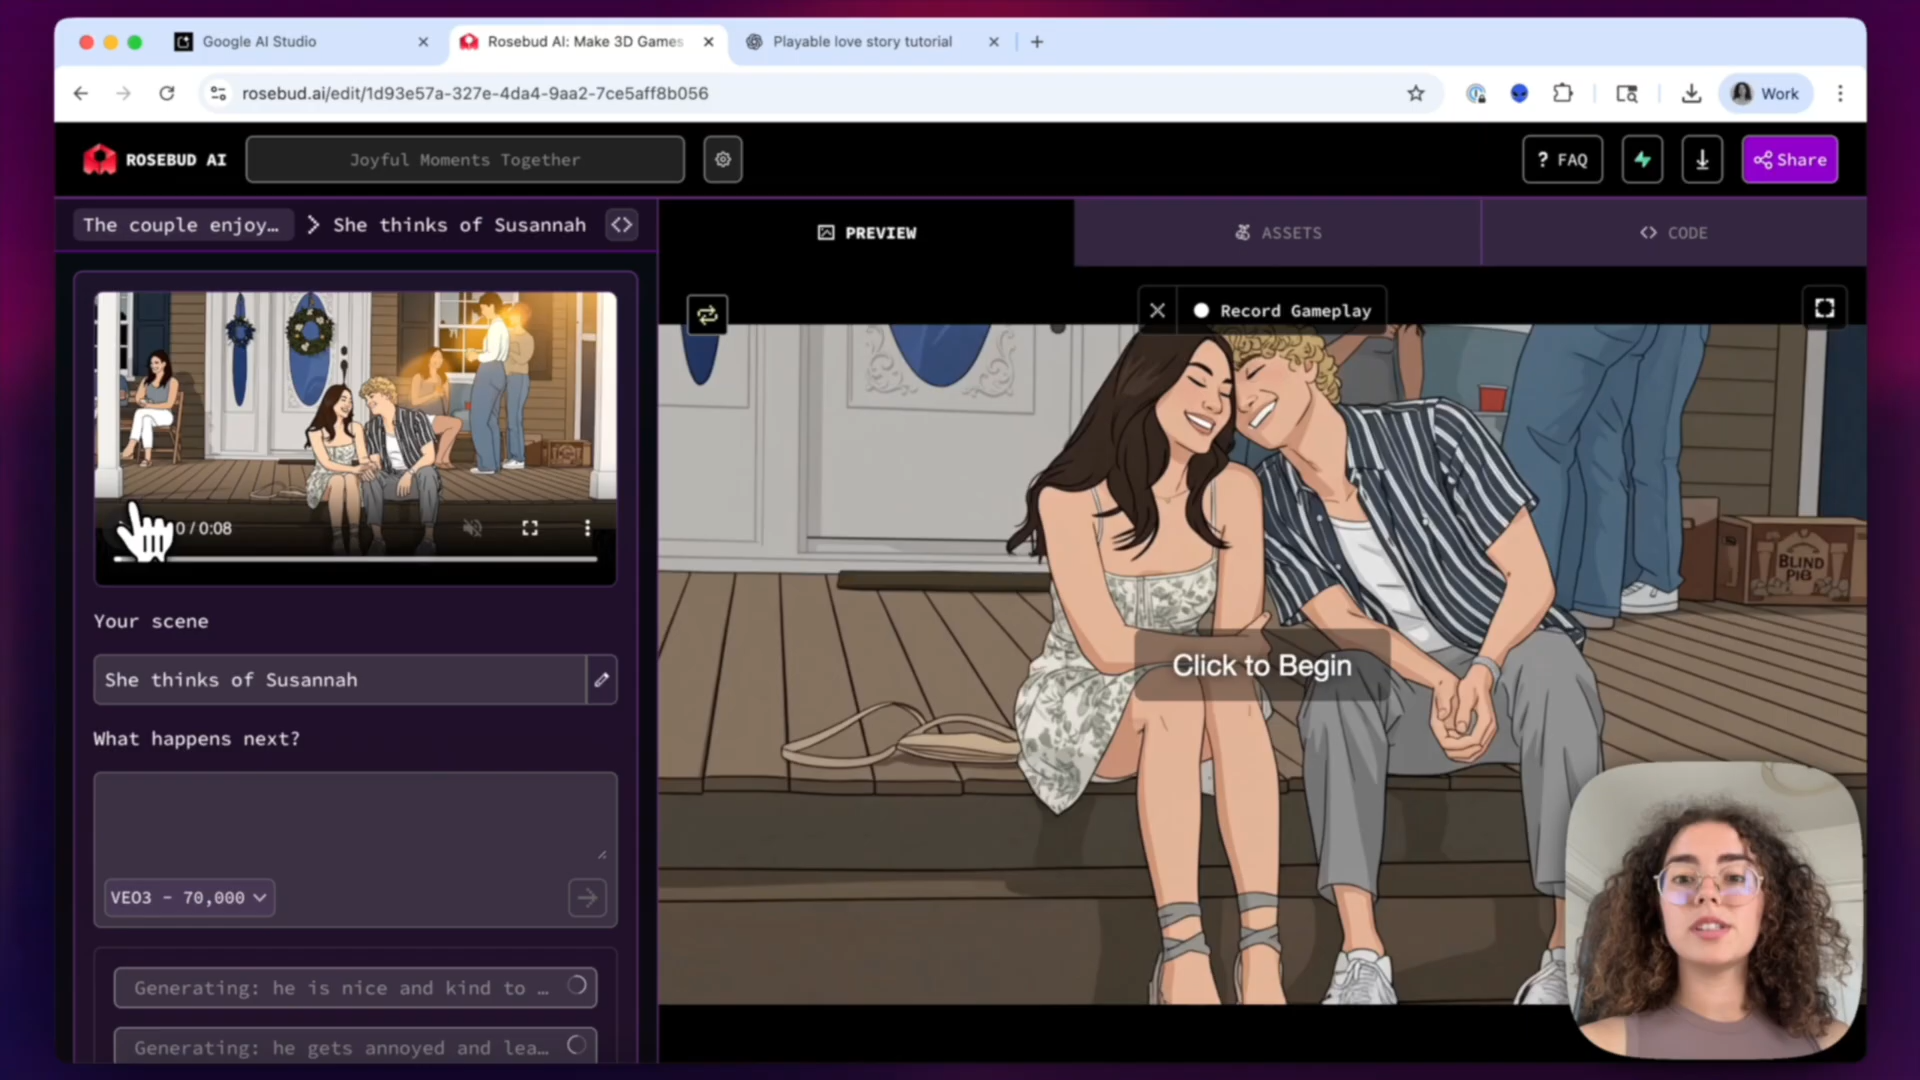 Google AI Studio
Rosebud AI: Make 3D Games
Playable love story tutorial
rosebud.ai/edit/1d93e57a-327e-4da4-9aa2-7ce5aff8b056
Work
ROSEBUD AI
Joyful Moments Together
? FAQ
Share
The couple enjoy… > She thinks of Susannah
PREVIEW
ASSETS
CODE
Record Gameplay
0 / 0:08
Your scene
She thinks of Susannah
What happens next?
VEO3 - 70,000
Generating: he is nice and kind to …
Generating: he gets annoyed and lea…
Click to Begin
BLIND
PIG